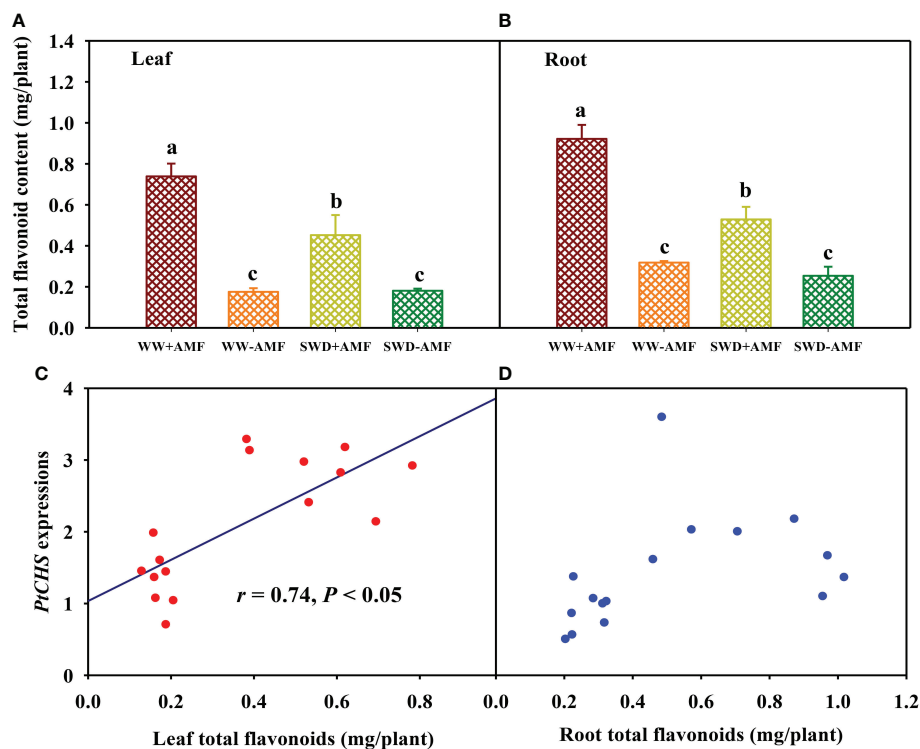 A
B
Total flavonoid content (mg/plant)
1.4
1.2
1.0
0.8
0.6
0.4
0.2
0.0
Leaf
a
c
b
c
WW+AMF
WW-AMF
SWD+AMF
SWD-AMF
Root
a
c
b
c
WW+AMF
WW-AMF
SWD+AMF
SWD-AMF
C
D
PtCHS expressions
4
3
2
1
0
r = 0.74, P < 0.05
0.0 0.2 0.4 0.6 0.8 0.0
Leaf total flavonoids (mg/plant)
0.2 0.4 0.6 0.8 1.0 1.2
Root total flavonoids (mg/plant)